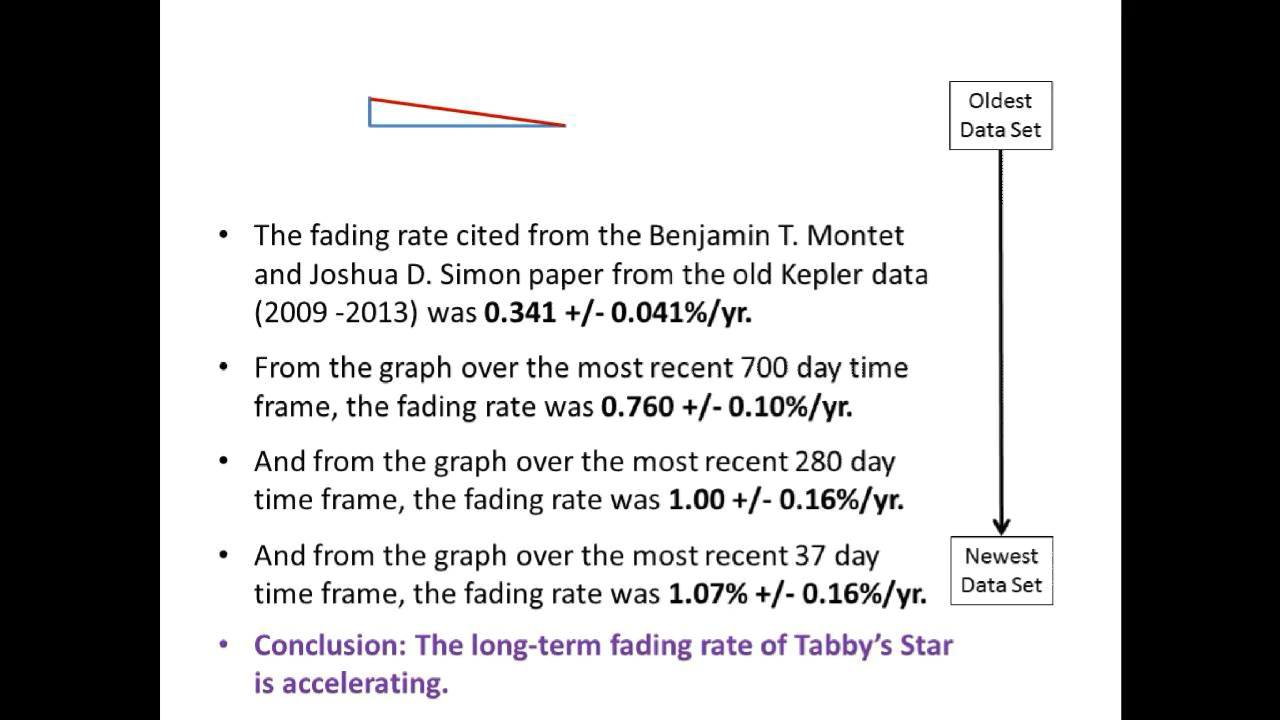 Oldest
Data Set
• The fading rate cited from the Benjamin T. Montet
and Joshua D. Simon paper from the old Kepler data
(2009 -2013) was 0.341 +/- 0.041%/yr.
• From the graph over the most recent 700 day time
frame, the fading rate was 0.760 +/- 0.10%/yr.
• And from the graph over the most recent 280 day
time frame, the fading rate was 1.00 +/- 0.16%/yr.
• And from the graph over the most recent 37 day
time frame, the fading rate was 1.07% +/- 0.16%/yr.
Newest
Data Set
• Conclusion: The long-term fading rate of Tabby’s Star
is accelerating.